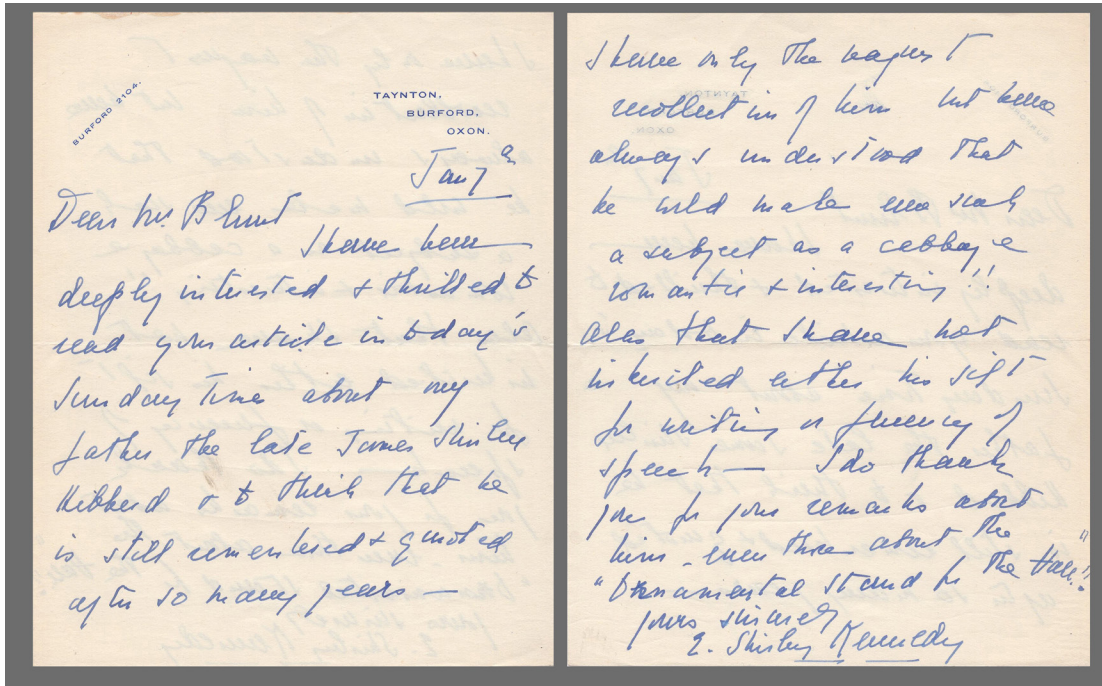 BURFORD 2104.
TAYNTON,
BURFORD,
OXON.
Jan 7th
Dear Mr. Blunt
I have been
deeply interested & thrilled to
read your article in to-day's
Sunday Times about my
father the late James Shirley
Hibberd & to think that he
is still remembered & quoted
after so many years —
I have only the vaguest
recollection of him but have
always understood that
he could make even such
a subject as a cabbage
romantic & interesting!!
Alas that I have not
inherited either his gift
for writing or fluency of
speech — I do thank
you for your remarks about
him - even those about the
"Ornamental Stand for the Hall"!!
Yours sincerely
E. Shirley Kennedy